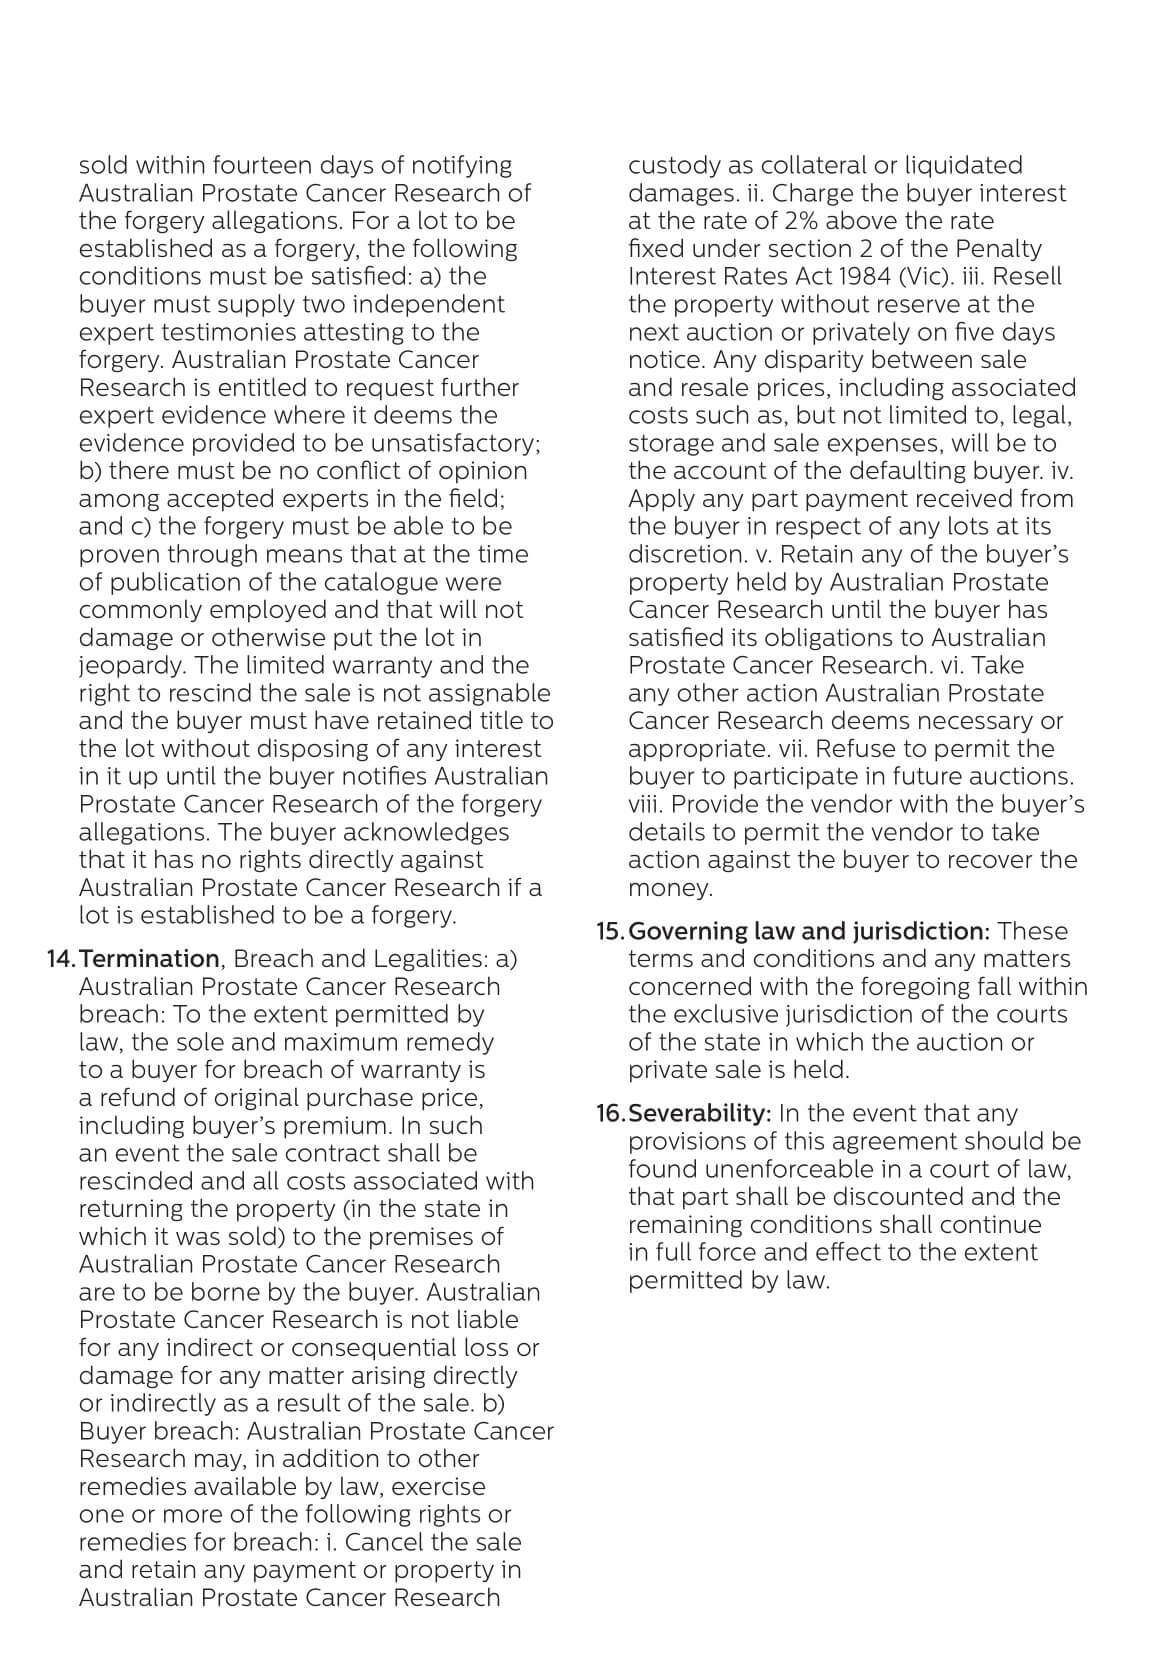 sold within fourteen days of notifying
Australian Prostate Cancer Research of
the forgery allegations. For a lot to be
established as a forgery, the following
conditions must be satisfied: a) the
buyer must supply two independent
expert testimonies attesting to the
forgery. Australian Prostate Cancer
Research is entitled to request further
expert evidence where it deems the
evidence provided to be unsatisfactory;
b) there must be no conflict of opinion
among accepted experts in the field;
and c) the forgery must be able to be
proven through means that at the time
of publication of the catalogue were
commonly employed and that will not
damage or otherwise put the lot in
jeopardy. The limited warranty and the
right to rescind the sale is not assignable
and the buyer must have retained title to
the lot without disposing of any interest
in it up until the buyer notifies Australian
Prostate Cancer Research of the forgery
allegations. The buyer acknowledges
that it has no rights directly against
Australian Prostate Cancer Research if a
lot is established to be a forgery.
14. Termination, Breach and Legalities: a)
Australian Prostate Cancer Research
breach: To the extent permitted by
law, the sole and maximum remedy
to a buyer for breach of warranty is
a refund of original purchase price,
including buyer’s premium. In such
an event the sale contract shall be
rescinded and all costs associated with
returning the property (in the state in
which it was sold) to the premises of
Australian Prostate Cancer Research
are to be borne by the buyer. Australian
Prostate Cancer Research is not liable
for any indirect or consequential loss or
damage for any matter arising directly
or indirectly as a result of the sale. b)
Buyer breach: Australian Prostate Cancer
Research may, in addition to other
remedies available by law, exercise
one or more of the following rights or
remedies for breach: i. Cancel the sale
and retain any payment or property in
Australian Prostate Cancer Research
custody as collateral or liquidated
damages. ii. Charge the buyer interest
at the rate of 2% above the rate
fixed under section 2 of the Penalty
Interest Rates Act 1984 (Vic). iii. Resell
the property without reserve at the
next auction or privately on five days
notice. Any disparity between sale
and resale prices, including associated
costs such as, but not limited to, legal,
storage and sale expenses, will be to
the account of the defaulting buyer. iv.
Apply any part payment received from
the buyer in respect of any lots at its
discretion. v. Retain any of the buyer’s
property held by Australian Prostate
Cancer Research until the buyer has
satisfied its obligations to Australian
Prostate Cancer Research. vi. Take
any other action Australian Prostate
Cancer Research deems necessary or
appropriate. vii. Refuse to permit the
buyer to participate in future auctions.
viii. Provide the vendor with the buyer’s
details to permit the vendor to take
action against the buyer to recover the
money.
15. Governing law and jurisdiction: These
terms and conditions and any matters
concerned with the foregoing fall within
the exclusive jurisdiction of the courts
of the state in which the auction or
private sale is held.
16. Severability: In the event that any
provisions of this agreement should be
found unenforceable in a court of law,
that part shall be discounted and the
remaining conditions shall continue
in full force and effect to the extent
permitted by law.